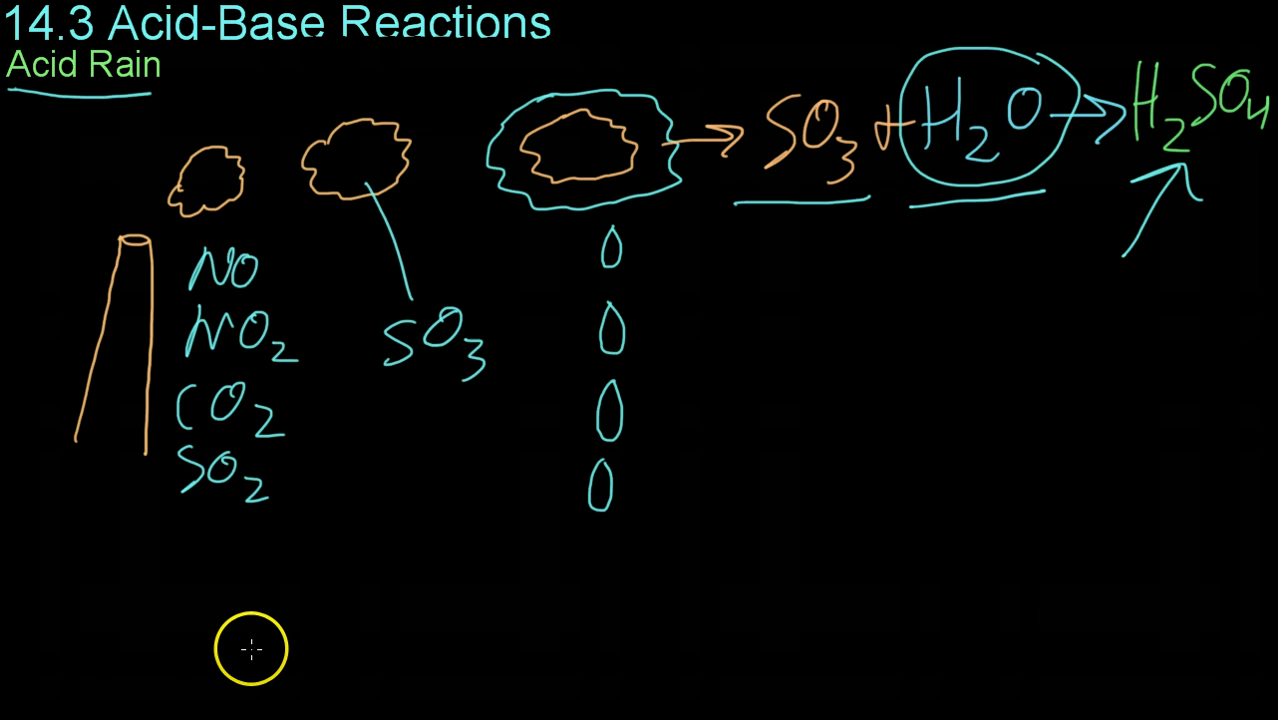 14.3 Acid-Base Reactions
Acid Rain
SO3 + H2O → H2SO4
NO
NO2
SO3
CO2
SO2